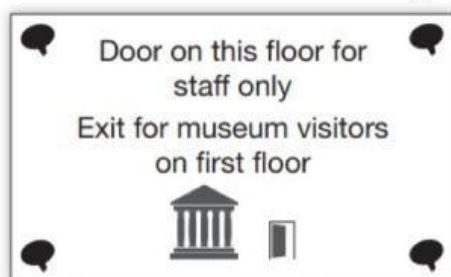 Door on this floor for
staff only
Exit for museum visitors
on first floor